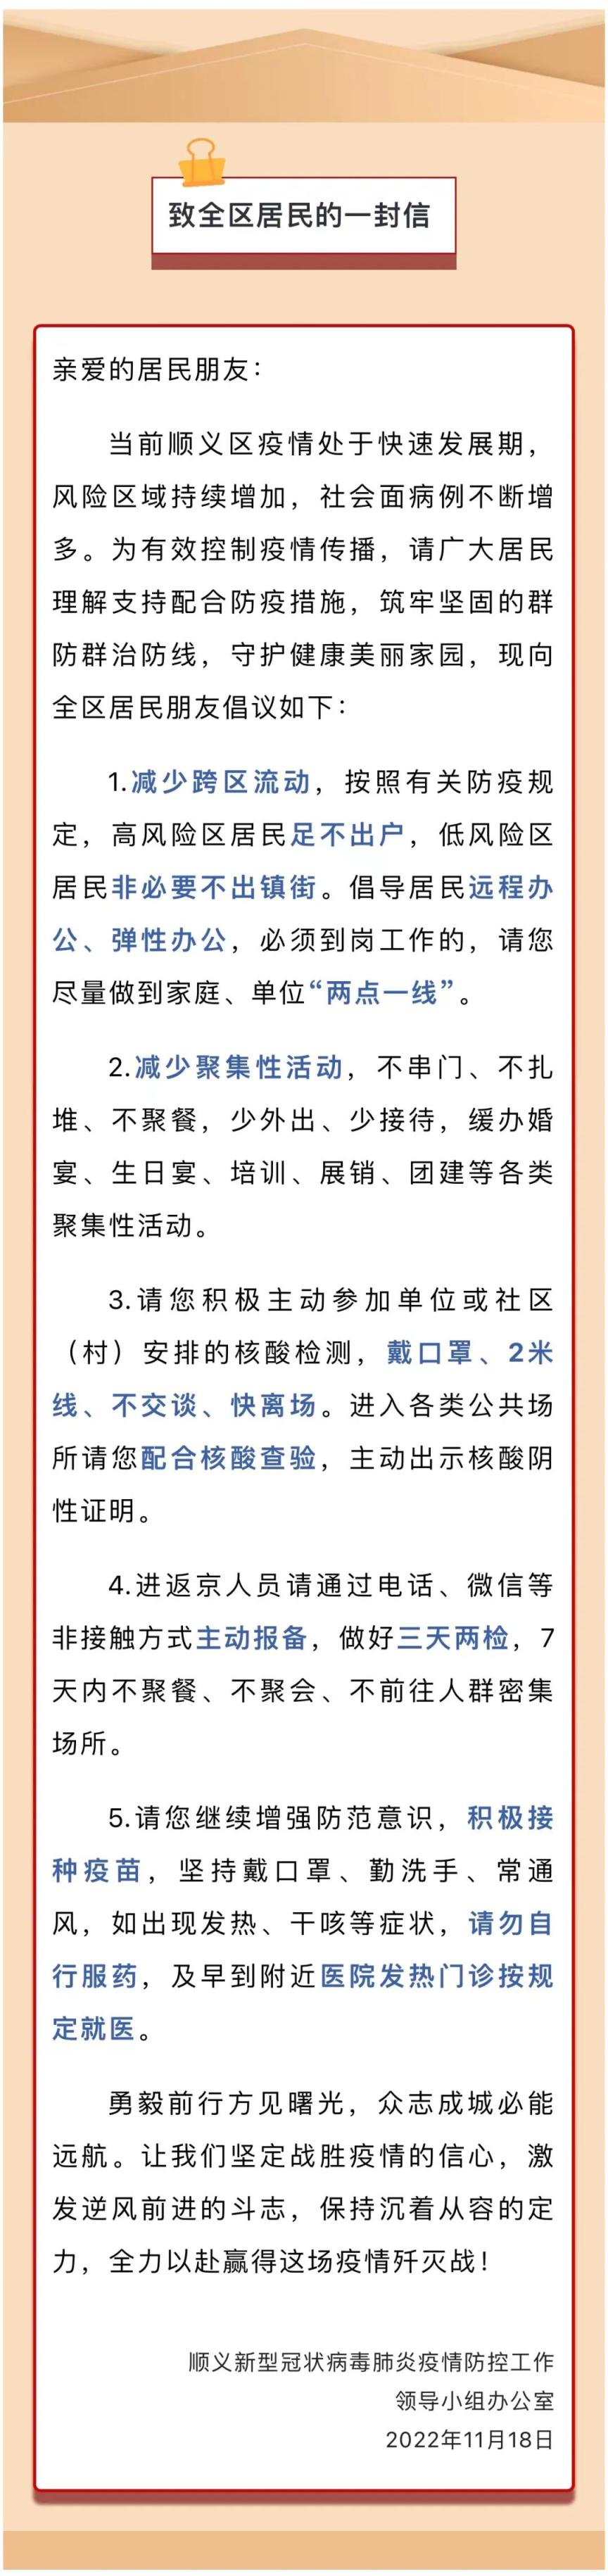 致全区居民的一封信
亲爱的居民朋友：
当前顺义区疫情处于快速发展期，
风险区域持续增加，社会面病例不断增
多。为有效控制疫情传播，请广大居民
理解支持配合防疫措施，筑牢坚固的群
防群治防线，守护健康美丽家园，现向
全区居民朋友倡议如下：
1.减少跨区流动，按照有关防疫规
定，高风险区居民足不出户，低风险区
居民非必要不出镇街。倡导居民远程办
公、弹性办公，必须到岗工作的，请您
尽量做到家庭、单位“两点一线”。
2.减少聚集性活动，不串门、不扎
堆、不聚餐，少外出、少接待，缓办婚
宴、生日宴、培训、展销、团建等各类
聚集性活动。
3.请您积极主动参加单位或社区
（村）安排的核酸检测，戴口罩、2米
线、不交谈、快离场。进入各类公共场
所请您配合核酸查验，主动出示核酸阴
性证明。
4.进返京人员请通过电话、微信等
非接触方式主动报备，做好三天两检，7
天内不聚餐、不聚会、不前往人群密集
场所。
5.请您继续增强防范意识，积极接
种疫苗，坚持戴口罩、勤洗手、常通
风，如出现发热、干咳等症状，请勿自
行服药，及早到附近医院发热门诊按规
定就医。
勇毅前行方见曙光，众志成城必能
远航。让我们坚定战胜疫情的信心，激
发逆风前进的斗志，保持沉着从容的定
力，全力以赴赢得这场疫情歼灭战！
顺义新型冠状病毒肺炎疫情防控工作
领导小组办公室
2022年11月18日